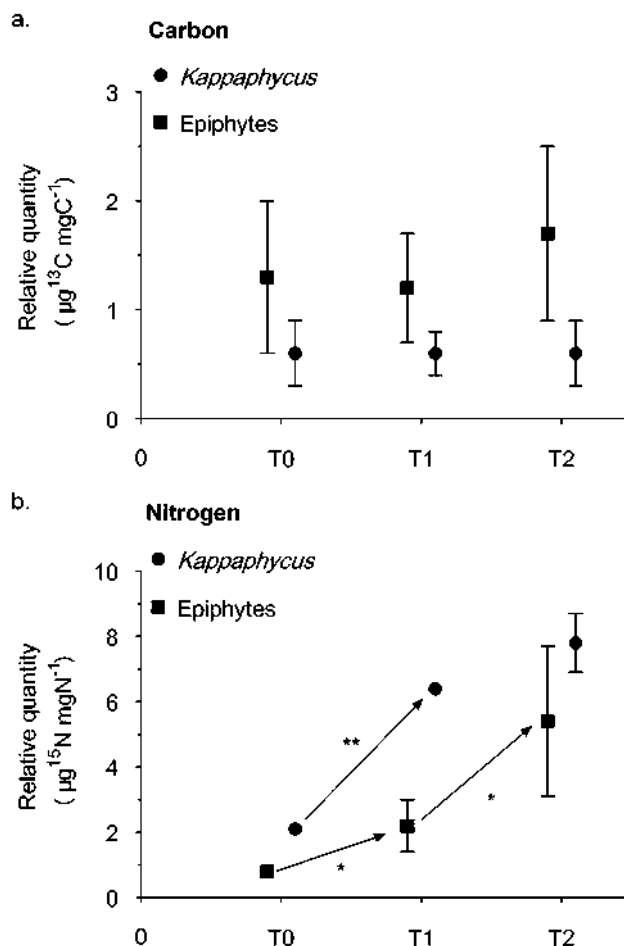 a.
Carbon
Kappaphycus
Epiphytes
3
2
1
0
Relative quantity
( µg¹³C mgC⁻¹)
0 T0 T1 T2
b.
Nitrogen
Kappaphycus
Epiphytes
10
8
6
4
2
0
Relative quantity
( µg¹⁵N mgN⁻¹)
**
*
*
0 T0 T1 T2